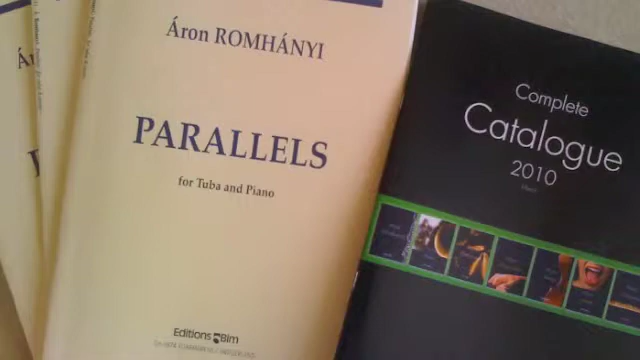 Áron ROMHÁNYI
PARALLELS
for Tuba and Piano
Editions Bim
Complete
Catalogue
2010